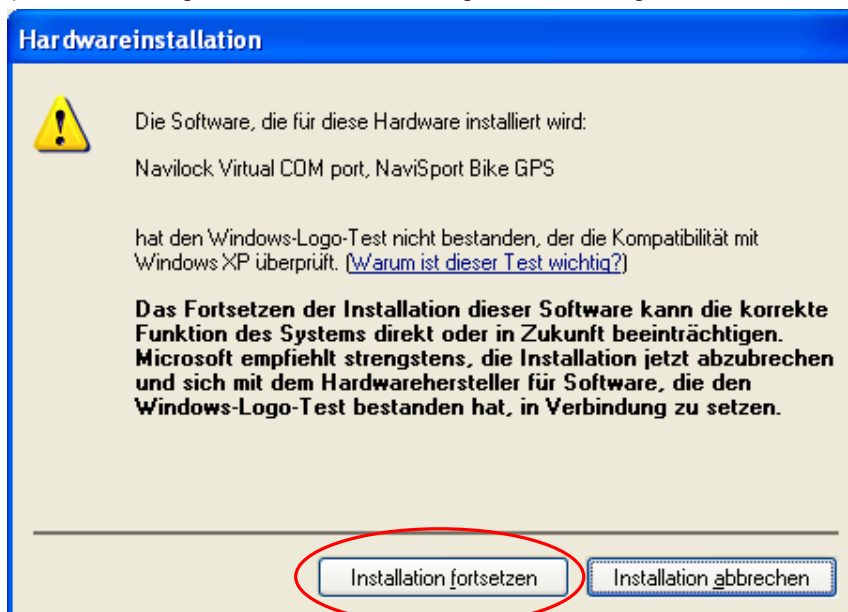 Hardwareinstallation
Die Software, die für diese Hardware installiert wird:
Navilock Virtual COM port, NaviSport Bike GPS
hat den Windows-Logo-Test nicht bestanden, der die Kompatibilität mit
Windows XP überprüft. (Warum ist dieser Test wichtig?)
Das Fortsetzen der Installation dieser Software kann die korrekte
Funktion des Systems direkt oder in Zukunft beeinträchtigen.
Microsoft empfiehlt strengstens, die Installation jetzt abzubrechen
und sich mit dem Hardwarehersteller für Software, die den
Windows-Logo-Test bestanden hat, in Verbindung zu setzen.
Installation fortsetzen Installation abbrechen